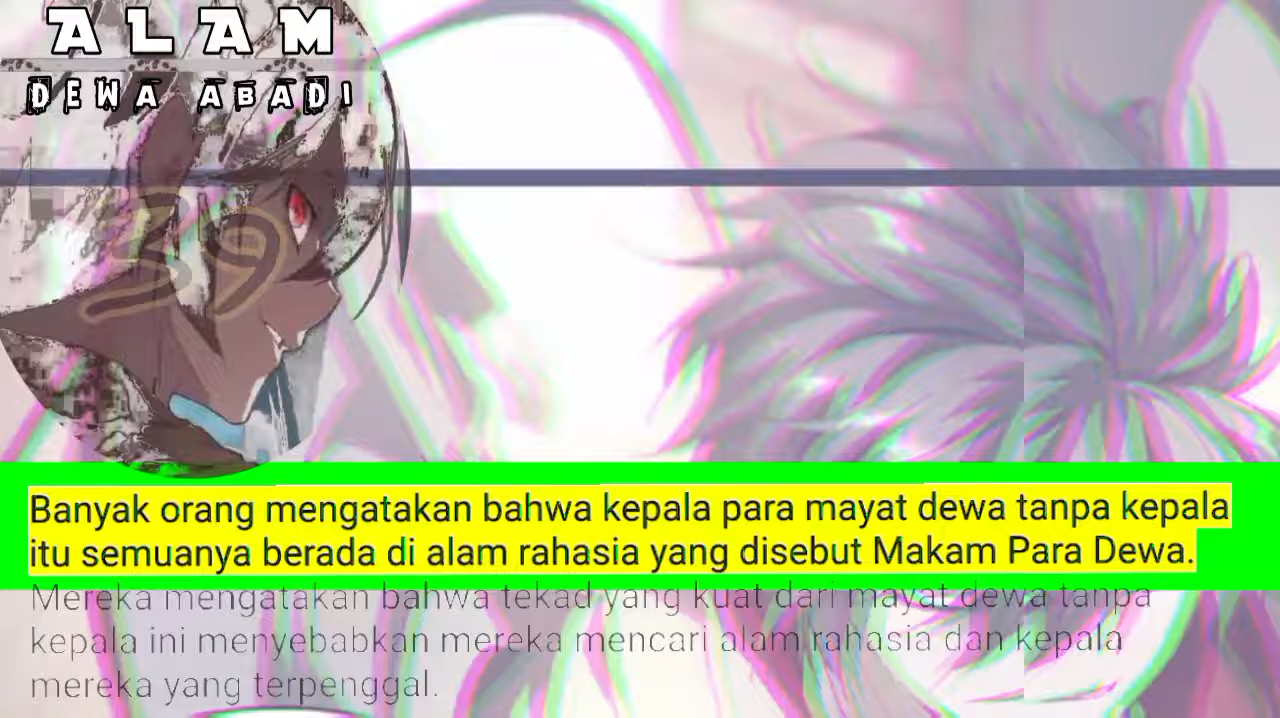 ALAM
DEWA ABADI
39
Banyak orang mengatakan bahwa kepala para mayat dewa tanpa kepala
itu semuanya berada di alam rahasia yang disebut Makam Para Dewa.
Mereka mengatakan bahwa tekad yang kuat dari mayat dewa tanpa
kepala ini menyebabkan mereka mencari alam rahasia dan kepala
mereka yang terpenggal.